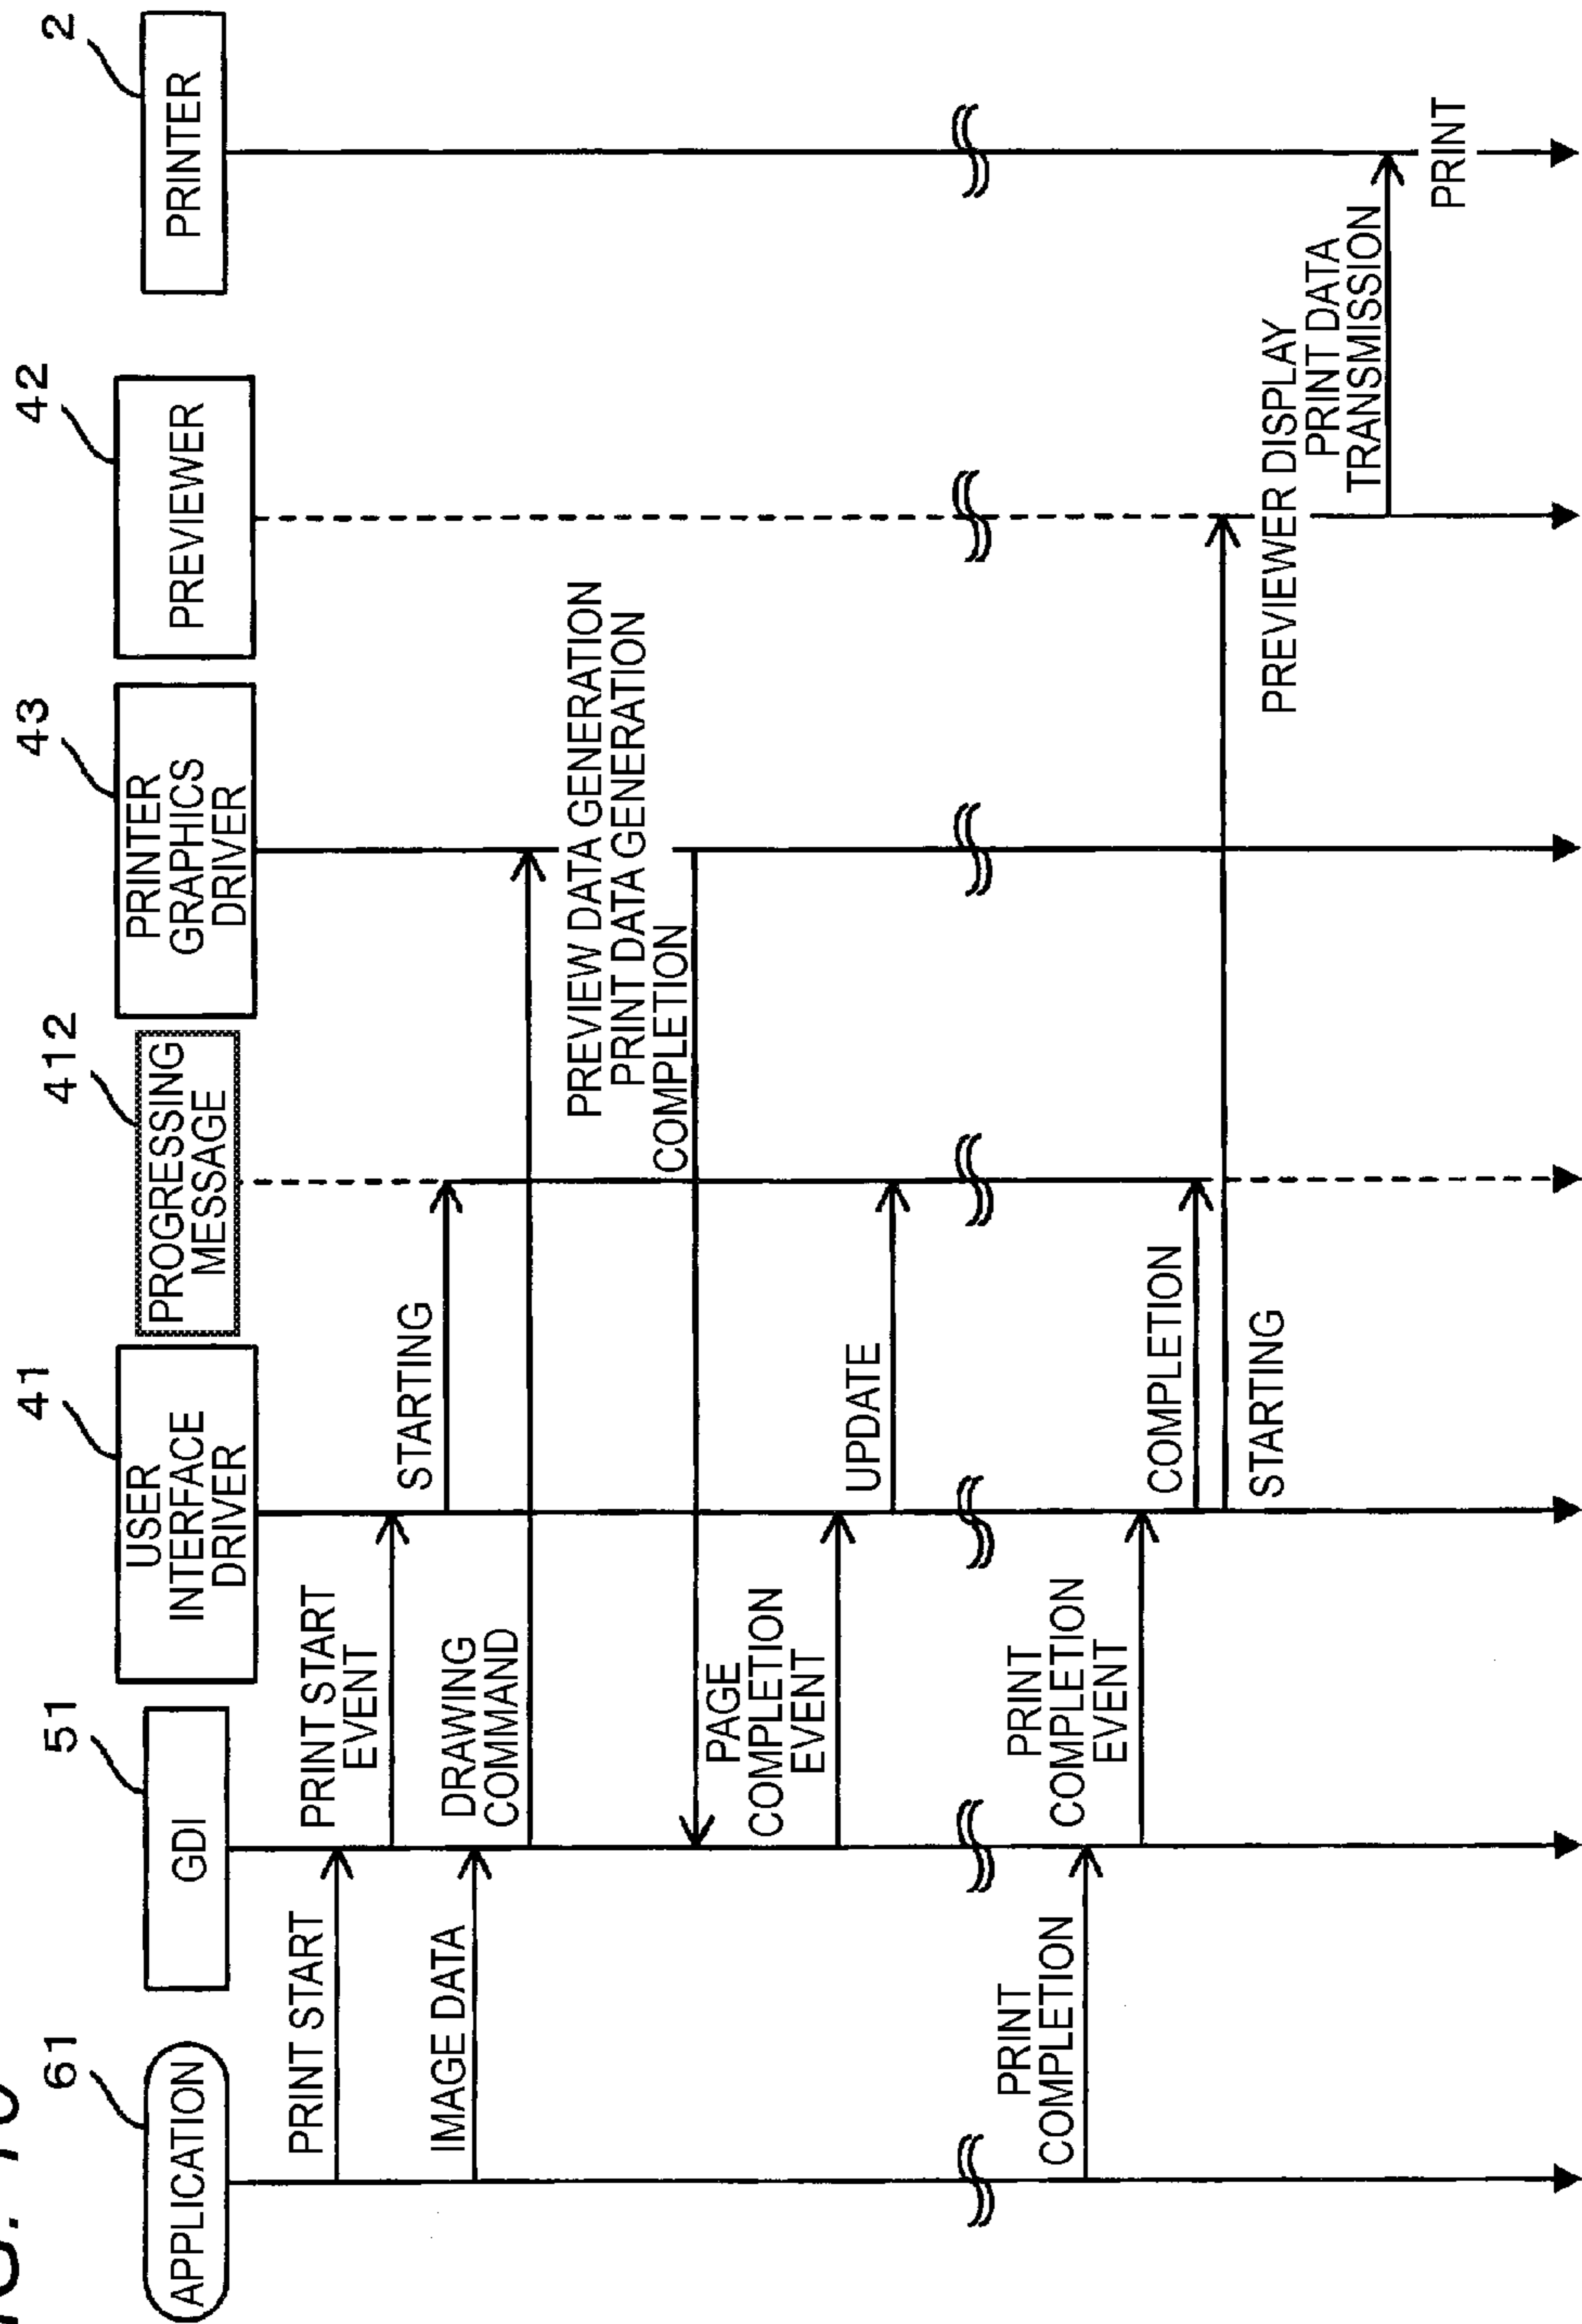 61
APPLICATION
51
GDI
41
USER
INTERFACE
DRIVER
412
PROGRESSING
MESSAGE
43
PRINTER
GRAPHICS
DRIVER
42
PREVIEWER
2
PRINTER
PRINT START
PRINT START
EVENT
STARTING
IMAGE DATA
DRAWING
COMMAND
PREVIEW DATA GENERATION
PRINT DATA GENERATION
COMPLETION
PAGE
COMPLETION
EVENT
UPDATE
PRINT
COMPLETION
PRINT
COMPLETION
EVENT
COMPLETION
STARTING
PREVIEWER DISPLAY
PRINT DATA
TRANSMISSION
PRINT